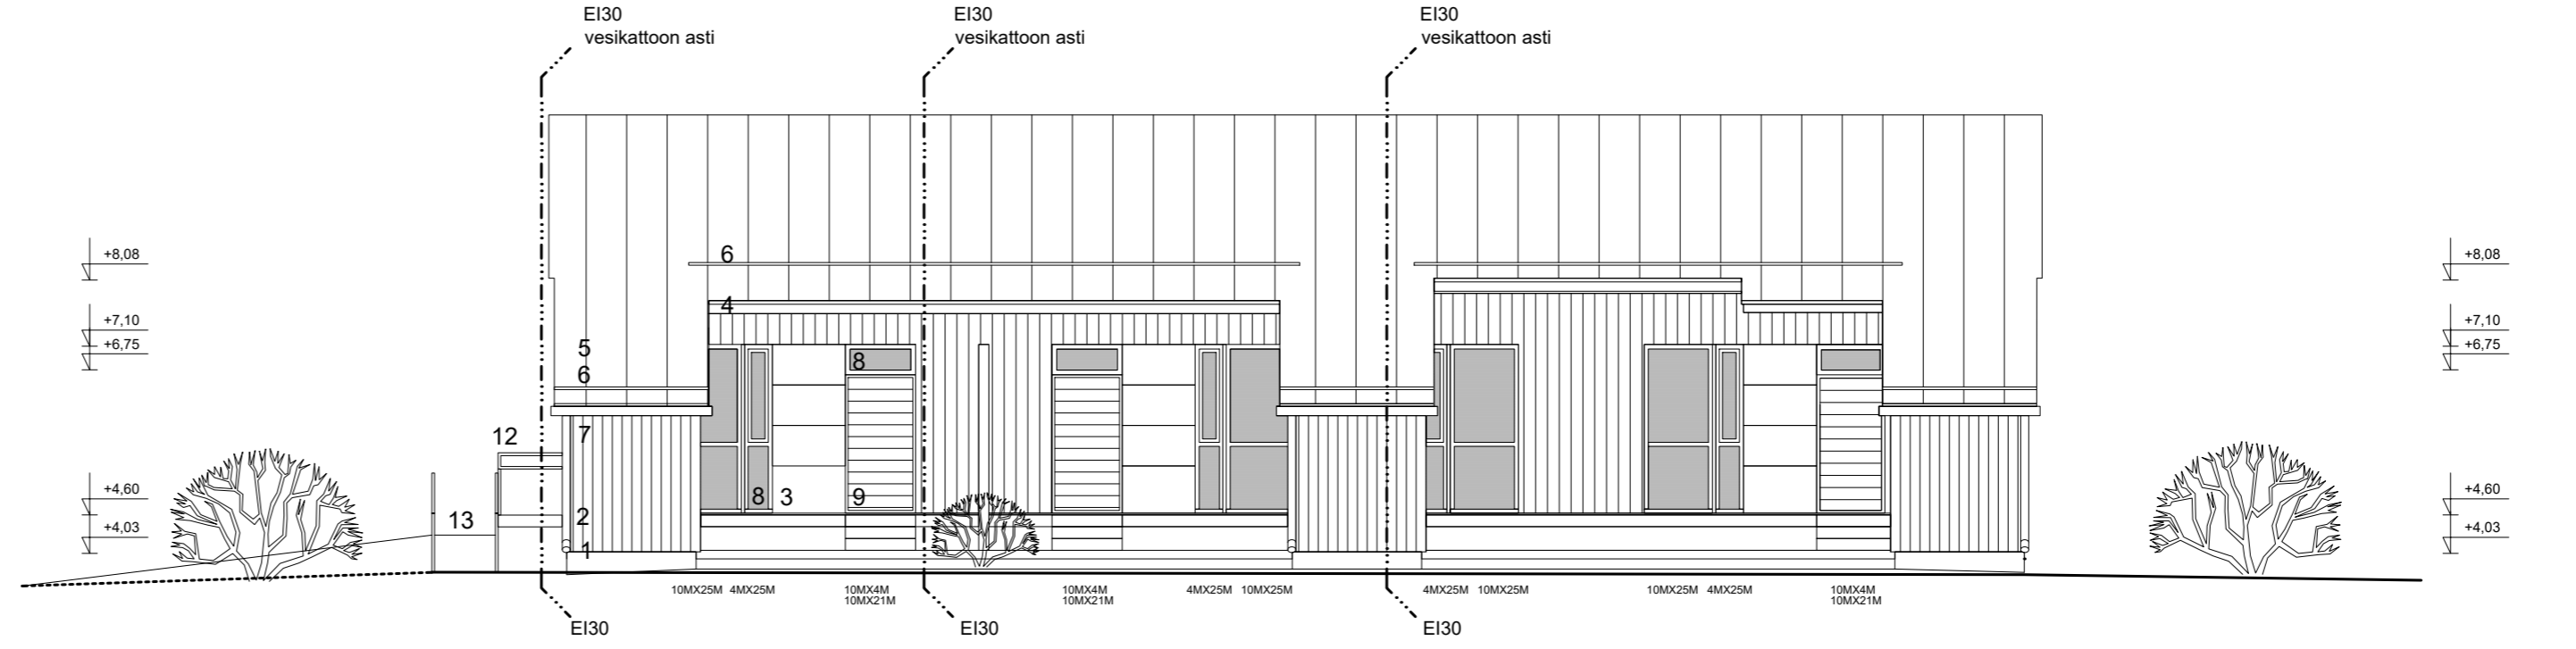 EI30
vesikattoon asti
EI30
vesikattoon asti
EI30
vesikattoon asti
+8,08
6
+8,08
4
+7,10
+7,10
+6,75
5
+6,75
8
6
12
7
+4,60
8
3
9
+4,60
13
2
+4,03
+4,03
1
10MX25M 4MX25M
10MX4M
10MX21M
10MX4M
10MX21M
4MX25M 10MX25M
4MX25M 10MX25M
10MX25M 4MX25M
10MX4M
10MX21M
EI30
EI30
EI30